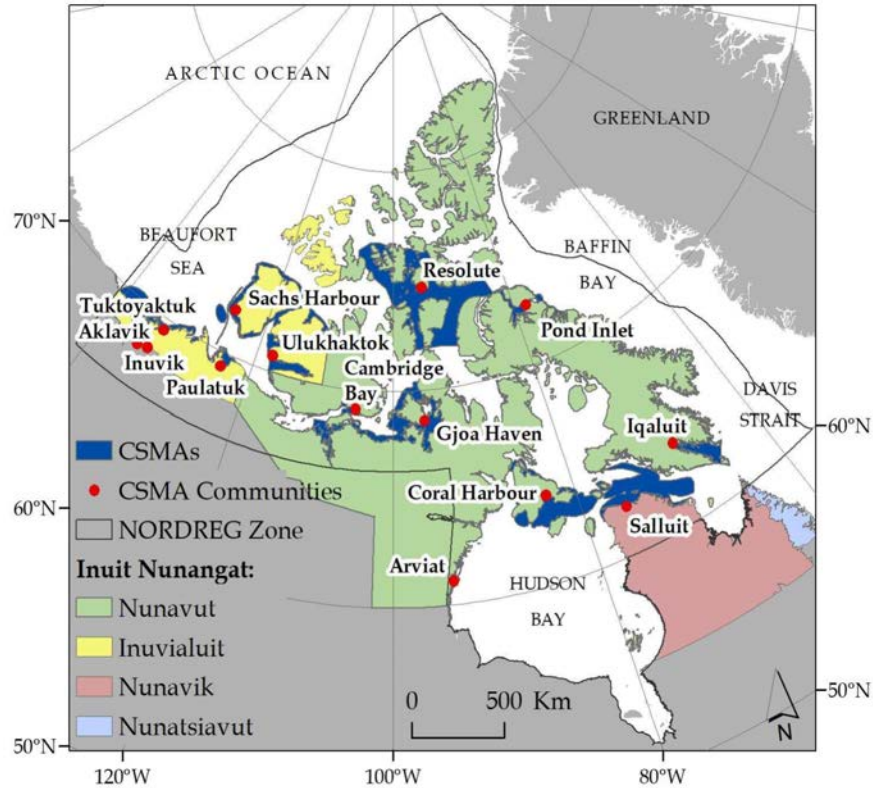 ARCTIC OCEAN
GREENLAND
70°N
BEAUFORT
SEA
BAFFIN
BAY
Resolute
Sachs Harbour
Tuktoyaktuk
Aklavik
Inuvik
Paulatuk
Ulukhaktok
Pond Inlet
Cambridge
Bay
Gjoa Haven
DAVIS
STRAIT
Iqaluit
60°N
CSMAs
CSMA Communities
NORDREG Zone
Coral Harbour
Salluit
60°N
Inuit Nunangat:
Nunavut
Inuvialuit
Nunavik
Nunatsiavut
Arviat
HUDSON
BAY
0 500 Km
N
50°N
50°N
120°W
100°W
80°W